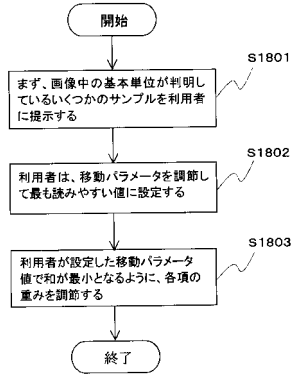 開始
S1801
まず、画像中の基本単位が判明
しているいくつかのサンプルを利用者
に提示する
S1802
利用者は、移動パラメータを調節し
て最も読みやすい値に設定する
S1803
利用者が設定した移動パラメータ
値で和が最小となるように、各項の
重みを調節する
終了